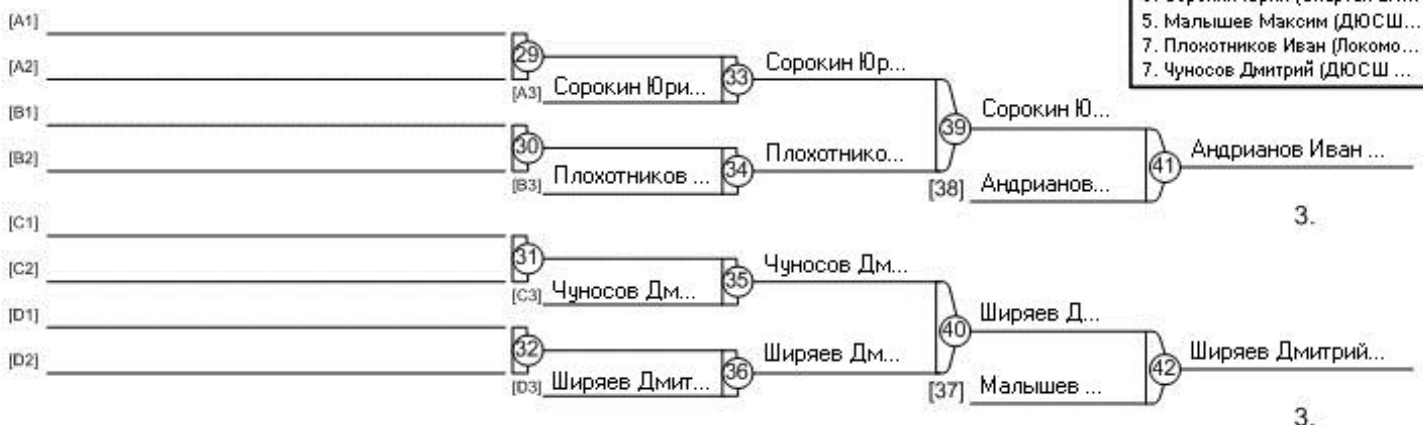 5. Малышев Максим (ДЮСШ...
7. Плохотников Иван (Локомо...
7. Чуносов Дмитрий (ДЮСШ ...
[A1]
29
[A2]
[A3] Сорокин Юри...
33
Сорокин Юр...
[B1]
39
Сорокин Ю...
30
[B2]
[B3] Плохотников ...
34
Плохотнико...
[38] Андрианов...
41
Андрианов Иван ...
3.
[C1]
31
[C2]
[C3] Чуносов Дм...
35
Чуносов Дм...
[D1]
40
Ширяев Д...
32
[D2]
[D3] Ширяев Дмит...
36
Ширяев Дм...
[37] Малышев ...
42
Ширяев Дмитрий...
3.